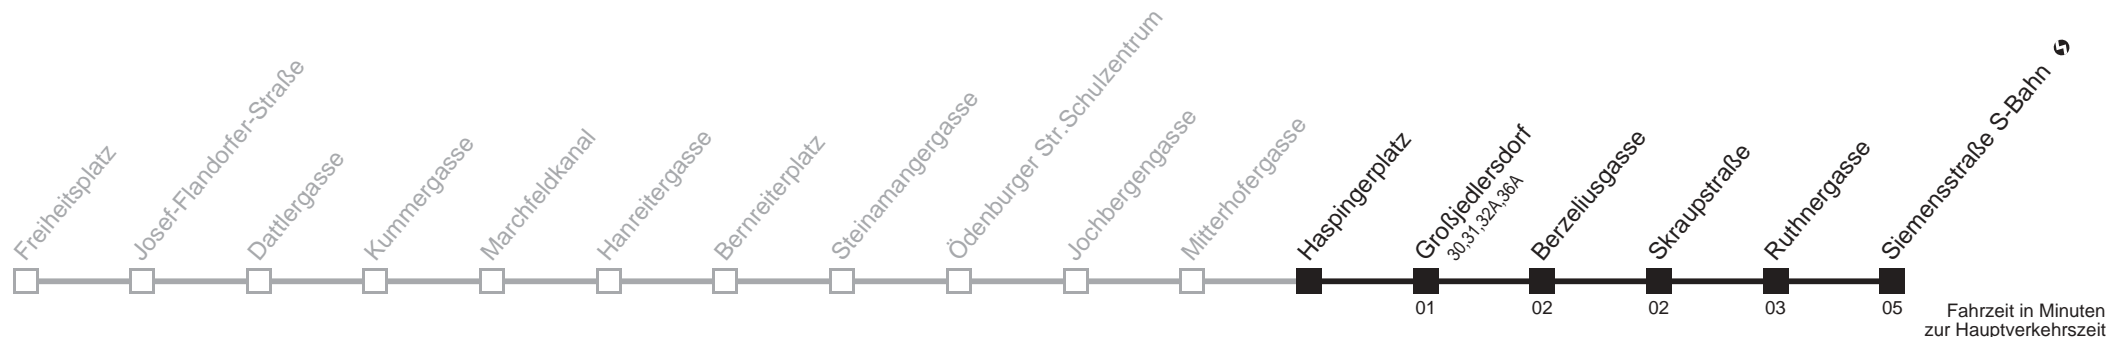 Freiheitsplatz
Josef-Flandorfer-Straße
Dattlergasse
Kummergasse
Marchfeldkanal
Hanreitergasse
Bernreiterplatz
Steinamangergasse
Ödenburger Str.Schulzentrum
Jochbergengasse
Mitterhofergasse
Haspingerplatz
Großjedlersdorf
30,31,32A,36A
Berzeliusgasse
Skraupstraße
Ruthnergasse
Siemensstraße S-Bahn
01 02 02 03 05
Fahrzeit in Minuten
zur Hauptverkehrszeit